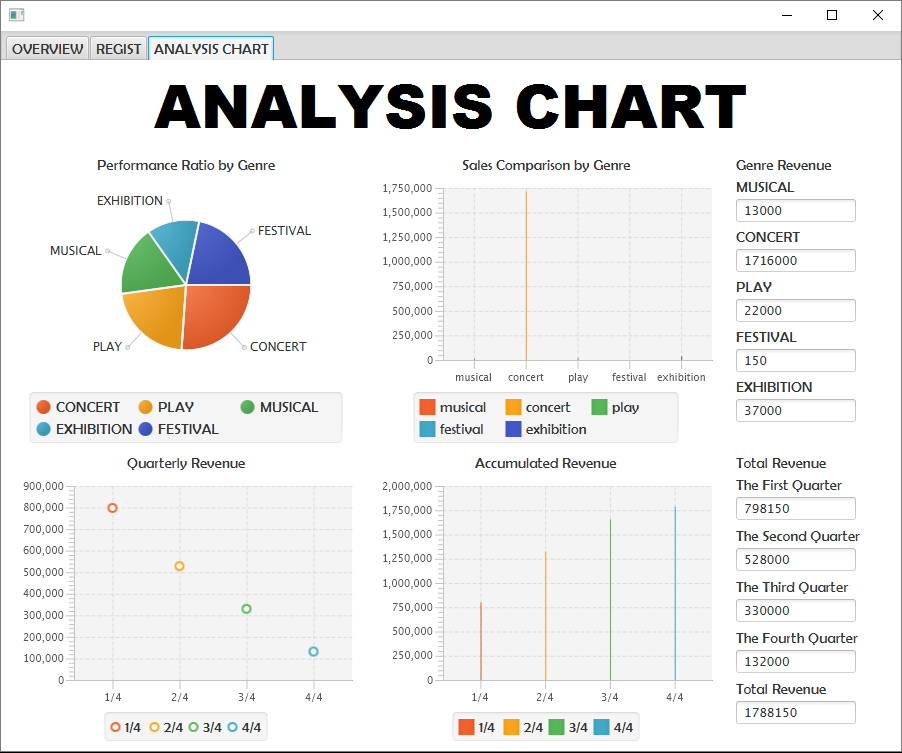 OVERVIEW REGIST ANALYSIS CHART
ANALYSIS CHART
Performance Ratio by Genre
EXHIBITION
FESTIVAL
MUSICAL
PLAY
CONCERT
CONCERT PLAY MUSICAL
EXHIBITION FESTIVAL
Sales Comparison by Genre
1,750,000
1,500,000
1,250,000
1,000,000
750,000
500,000
250,000
0
musical concert play festival exhibition
musical concert play
festival exhibition
Genre Revenue
MUSICAL
13000
CONCERT
1716000
PLAY
22000
FESTIVAL
150
EXHIBITION
37000
Quarterly Revenue
900,000
800,000
700,000
600,000
500,000
400,000
300,000
200,000
100,000
0
1/4 2/4 3/4 4/4
1/4 2/4 3/4 4/4
Accumulated Revenue
2,000,000
1,750,000
1,500,000
1,250,000
1,000,000
750,000
500,000
250,000
0
1/4 2/4 3/4 4/4
1/4 2/4 3/4 4/4
Total Revenue
The First Quarter
798150
The Second Quarter
528000
The Third Quarter
330000
The Fourth Quarter
132000
Total Revenue
1788150